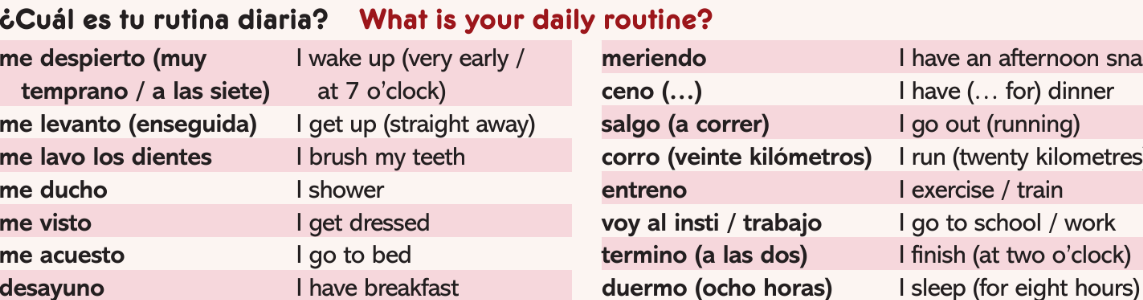 ¿Cuál es tu rutina diaria? What is your daily routine?
me despierto (muy I wake up (very early /
temprano / a las siete) at 7 o'clock)
me levanto (enseguida) I get up (straight away)
me lavo los dientes I brush my teeth
me ducho I shower
me visto I get dressed
me acuesto I go to bed
desayuno I have breakfast
meriendo I have an afternoon sna
ceno (…) I have (… for) dinner
salgo (a correr) I go out (running)
corro (veinte kilómetros) I run (twenty kilometres
entreno I exercise / train
voy al insti / trabajo I go to school / work
termino (a las dos) I finish (at two o'clock)
duermo (ocho horas) I sleep (for eight hours)